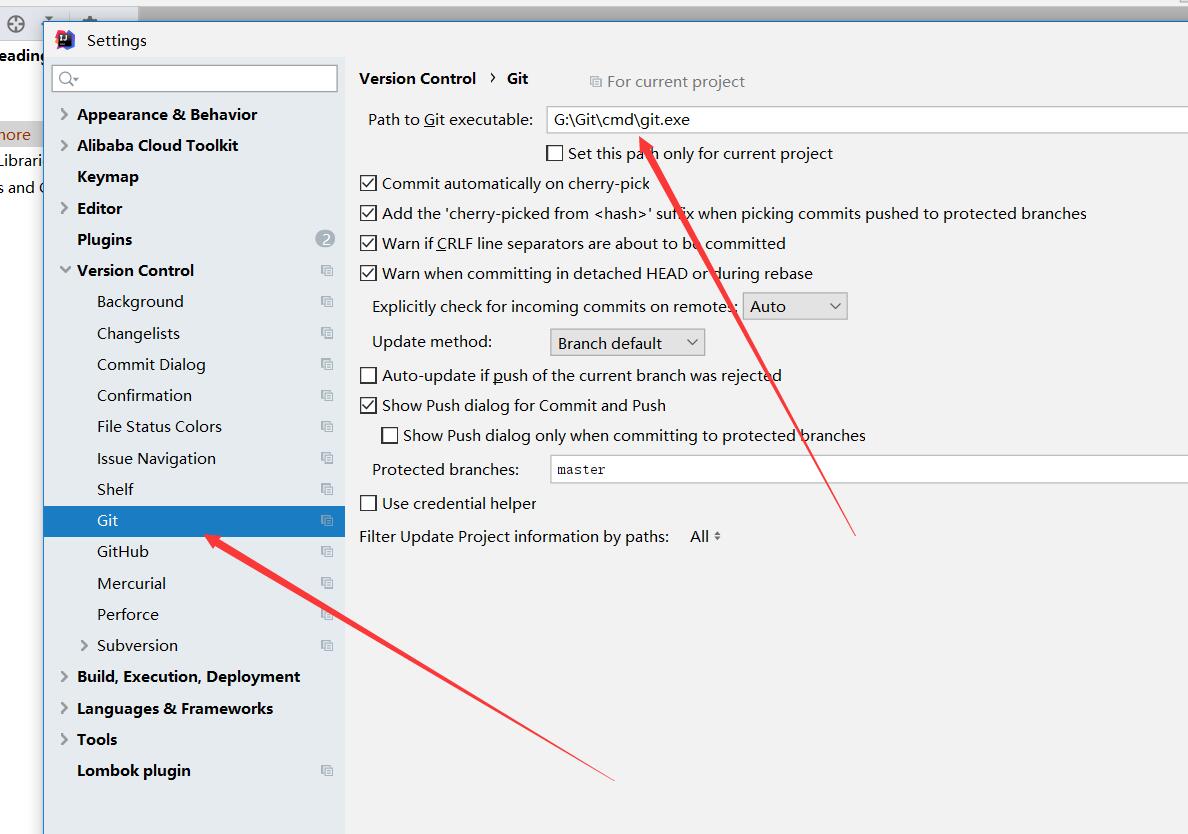 Settings
eading
more
Librari
s and
Appearance & Behavior
Alibaba Cloud Toolkit
Keymap
Editor
Plugins 2
Version Control
Background
Changelists
Commit Dialog
Confirmation
File Status Colors
Issue Navigation
Shelf
Git
GitHub
Mercurial
Perforce
Subversion
Build, Execution, Deployment
Languages & Frameworks
Tools
Lombok plugin
Version Control › Git For current project
Path to Git executable: G:\Git\cmd\git.exe
Set this path only for current project
Commit automatically on cherry-pick
Add the 'cherry-picked from <hash>' suffix when picking commits pushed to protected branches
Warn if CRLF line separators are about to be committed
Warn when committing in detached HEAD or during rebase
Explicitly check for incoming commits on remotes: Auto
Update method: Branch default
Auto-update if push of the current branch was rejected
Show Push dialog for Commit and Push
Show Push dialog only when committing to protected branches
Protected branches: master
Use credential helper
Filter Update Project information by paths: All